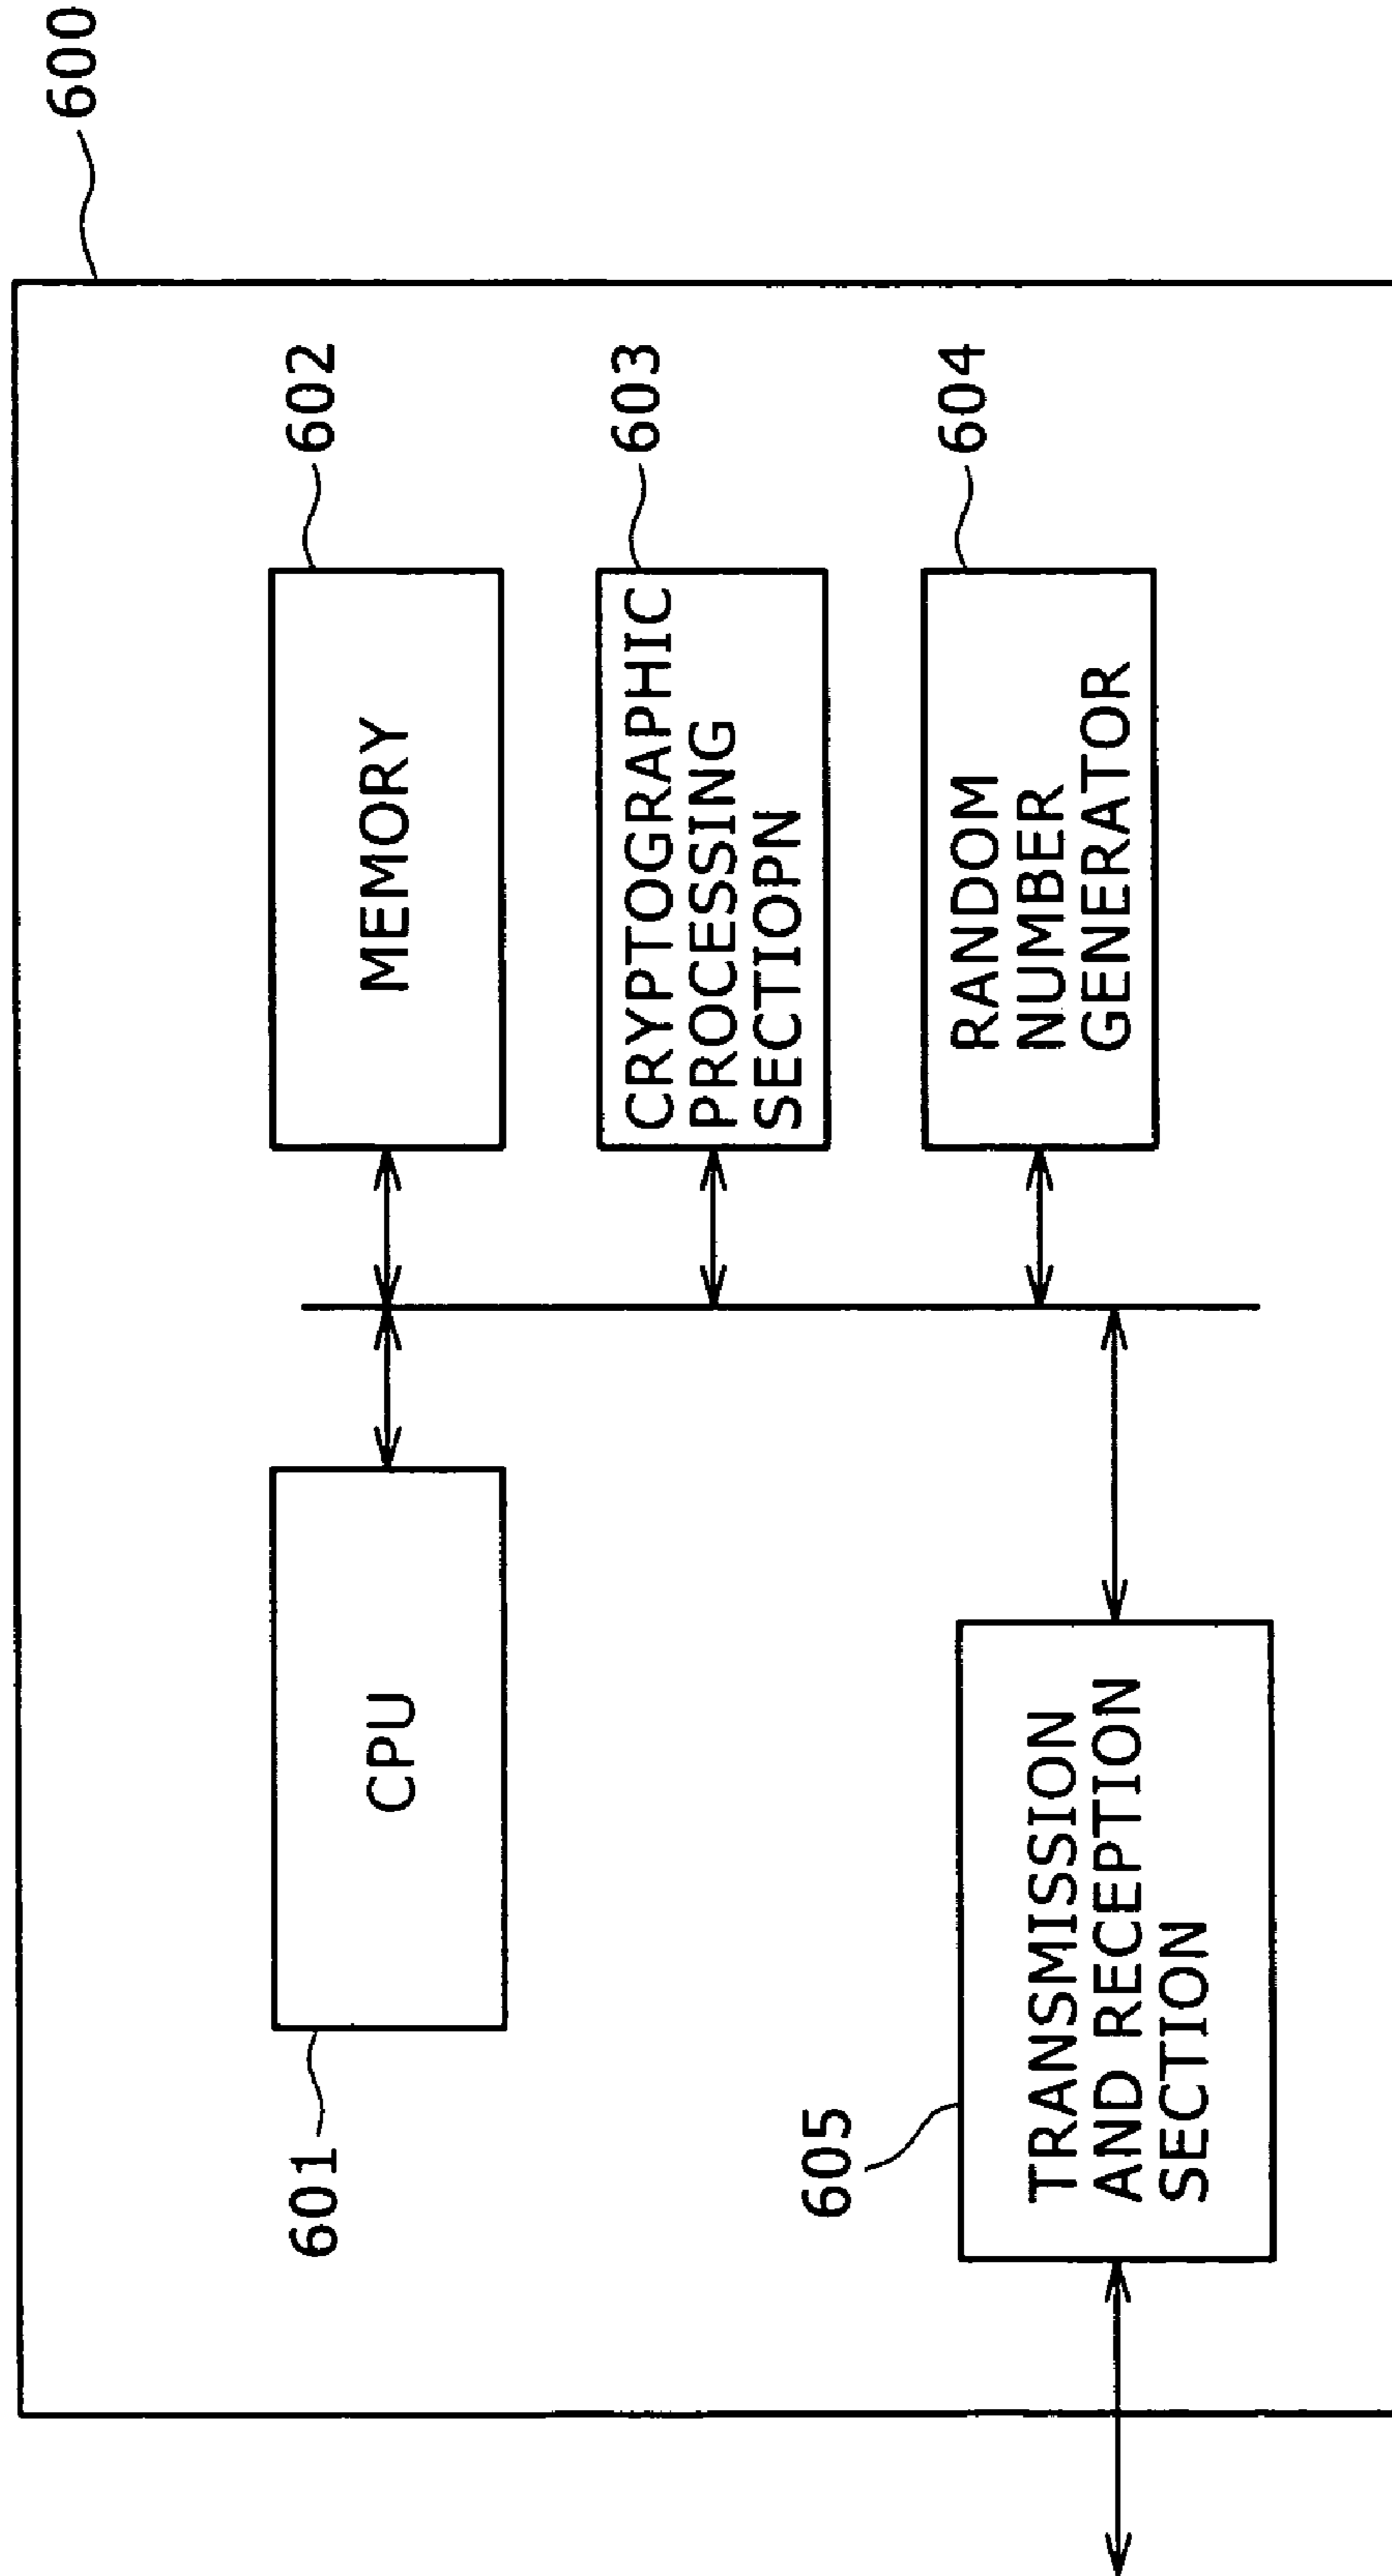 600
601
CPU
MEMORY
602
CRYPTOGRAPHIC
PROCESSING
SECTIOPN
603
605
TRANSMISSION
AND RECEPTION
SECTION
RANDOM
NUMBER
GENERATOR
604